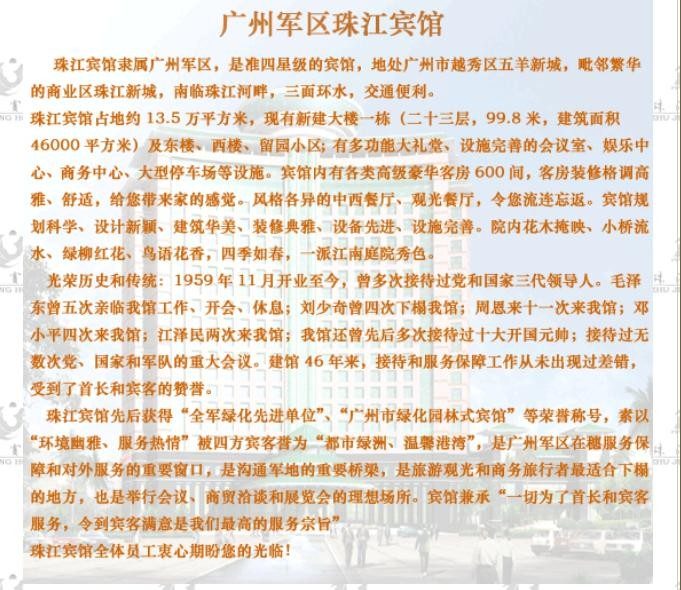 广州军区珠江宾馆
珠江宾馆隶属广州军区，是准四星级的宾馆，地处广州市越秀区五羊新城，毗邻繁华
的商业区珠江新城，南临珠江河畔，三面环水，交通便利。
珠江宾馆占地约 13.5 万平方米，现有新建大楼一栋（二十三层，99.8 米，建筑面积
46000 平方米）及东楼、西楼、留园小区; 有多功能大礼堂、设施完善的会议室、娱乐中
心、商务中心、大型停车场等设施。宾馆内有各类高级豪华客房 600 间，客房装修格调高
雅、舒适，给您带来家的感觉。风格各异的中西餐厅、观光餐厅，令您流连忘返。宾馆规
划科学、设计新颖、建筑华美、装修典雅、设备先进、设施完善。院内花木掩映、小桥流
水、绿柳红花、鸟语花香，四季如春，一派江南庭院秀色。
光荣历史和传统：1959 年 11 月开业至今，曾多次接待过党和国家三代领导人。毛泽
东曾五次亲临我馆工作、开会、休息；刘少奇曾四次下榻我馆；周恩来十一次来我馆；邓
小平四次来我馆；江泽民两次来我馆；我馆还曾先后多次接待过十大开国元帅；接待过无
数次党、国家和军队的重大会议。建馆 46 年来，接待和服务保障工作从未出现过差错，
受到了首长和宾客的赞誉。
珠江宾馆先后获得“全军绿化先进单位”、“广州市绿化园林式宾馆”等荣誉称号，素以
“环境幽雅、服务热情”被四方宾客誉为“都市绿洲、温馨港湾”，是广州军区在穗服务保
障和对外服务的重要窗口，是沟通军地的重要桥梁，是旅游观光和商务旅行者最适合下榻
的地方，也是举行会议、商贸洽谈和展览会的理想场所。宾馆兼承“一切为了首长和宾客
服务，令到宾客满意是我们最高的服务宗旨”
珠江宾馆全体员工衷心期盼您的光临！